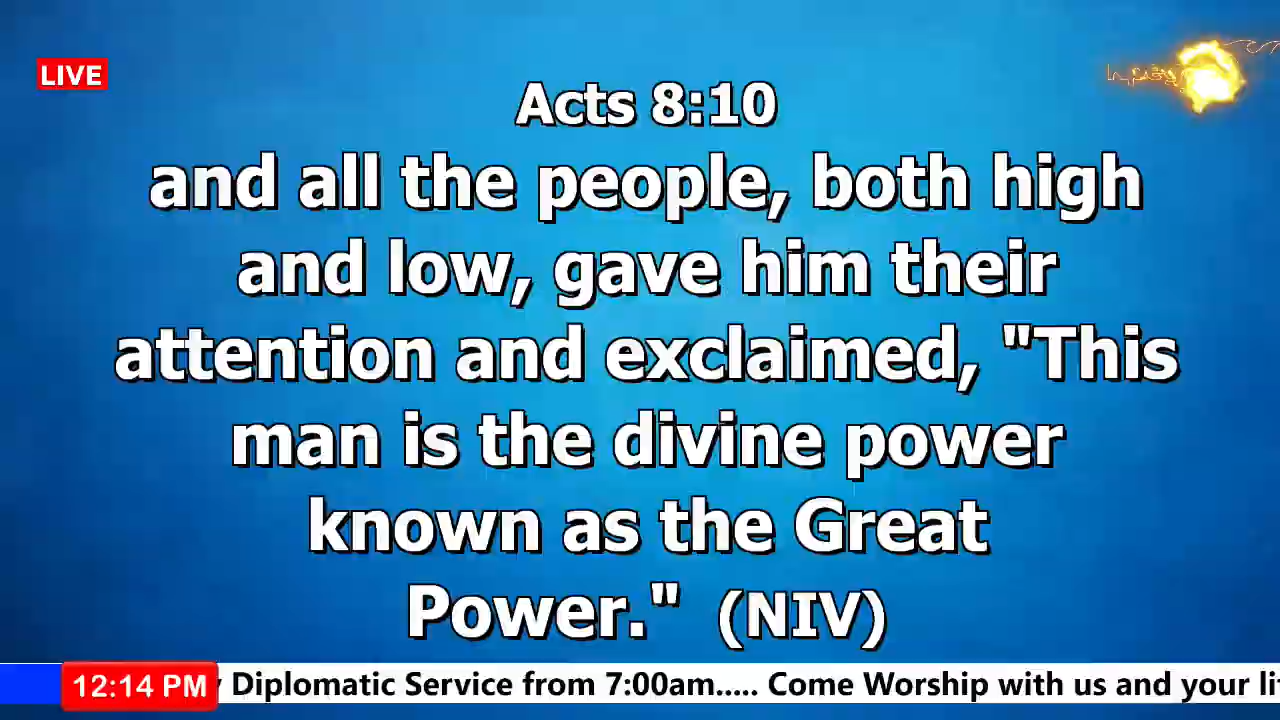 LIVE
Acts 8:10
and all the people, both high
and low, gave him their
attention and exclaimed, "This
man is the divine power
known as the Great
Power." (NIV)
12:14 PM Diplomatic Service from 7:00am..... Come Worship with us and your